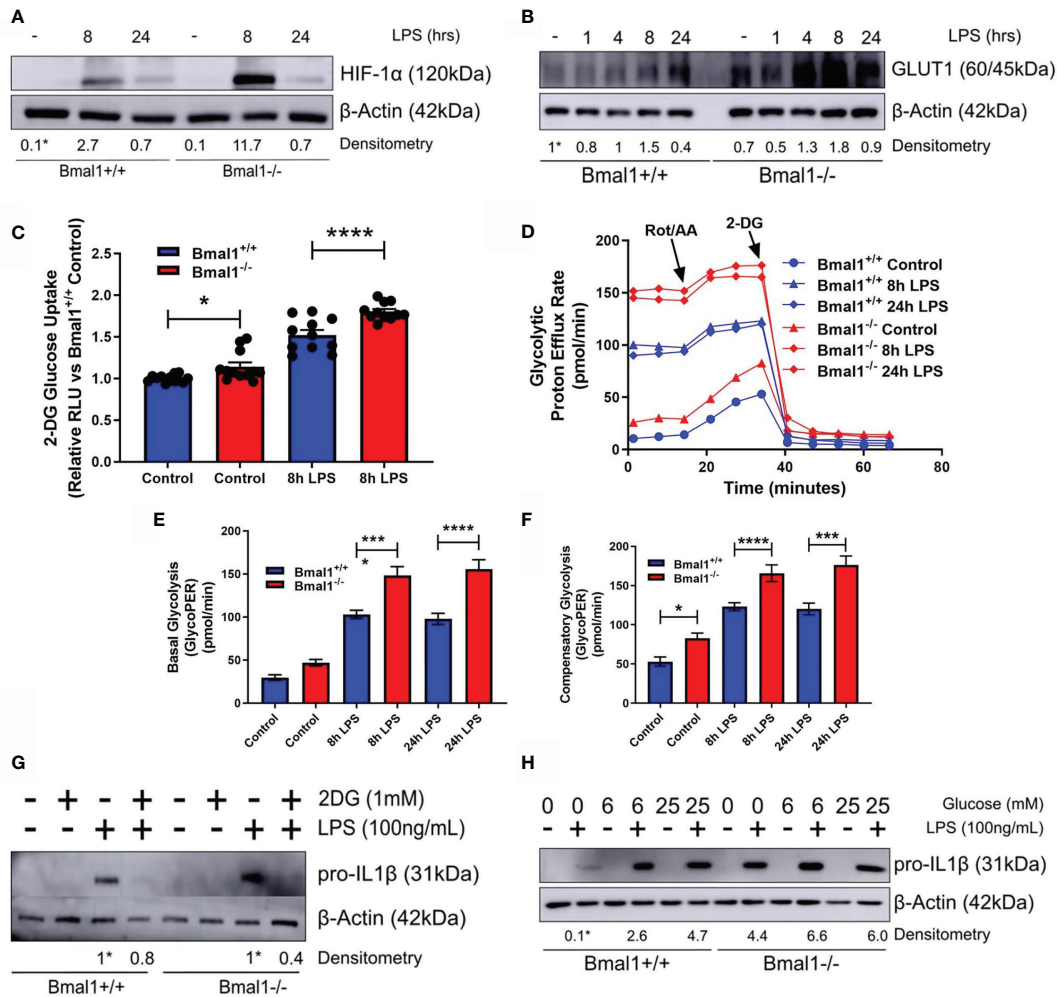 A
- 8 24 - 8 24 LPS (hrs)
HIF-1α (120kDa)
β-Actin (42kDa)
0.1* 2.7 0.7 0.1 11.7 0.7 Densitometry
Bmal1+/+ Bmal1-/-
B
- 1 4 8 24 - 1 4 8 24 LPS (hrs)
GLUT1 (60/45kDa)
β-Actin (42kDa)
1* 0.8 1 1.5 0.4 0.7 0.5 1.3 1.8 0.9 Densitometry
Bmal1+/+ Bmal1-/-
C
2-DG Glucose Uptake
(Relative RLU vs Bmal1+/+ Control)
2.5
2.0
1.5
1.0
0.5
0.0
Bmal1+/+
Bmal1-/-
*
****
Control Control 8h LPS 8h LPS
D
Glycolytic
Proton Efflux Rate
(pmol/min)
200
150
100
50
0
Rot/AA
2-DG
Bmal1+/+ Control
Bmal1+/+ 8h LPS
Bmal1+/+ 24h LPS
Bmal1-/- Control
Bmal1-/- 8h LPS
Bmal1-/- 24h LPS
0 20 40 60 80
Time (minutes)
E
Basal Glycolysis
(GlycoPER)
(pmol/min)
200
150
100
50
0
Bmal1+/+
Bmal1-/-
***
*
****
Control Control 8h LPS 8h LPS 24h LPS 24h LPS
F
Compensatory Glycolysis
(GlycoPER)
(pmol/min)
200
150
100
50
0
Bmal1+/+
Bmal1-/-
*
****
***
Control Control 8h LPS 8h LPS 24h LPS 24h LPS
G
- + - + - + - + 2DG (1mM)
- - + + - - + + LPS (100ng/mL)
pro-IL1β (31kDa)
β-Actin (42kDa)
1* 0.8 1* 0.4 Densitometry
Bmal1+/+ Bmal1-/-
H
0 0 6 6 25 25 0 0 6 6 25 25 Glucose (mM)
- + - + - + - + - + - + LPS (100ng/mL)
pro-IL1β (31kDa)
β-Actin (42kDa)
0.1* 2.6 4.7 4.4 6.6 6.0 Densitometry
Bmal1+/+ Bmal1-/-